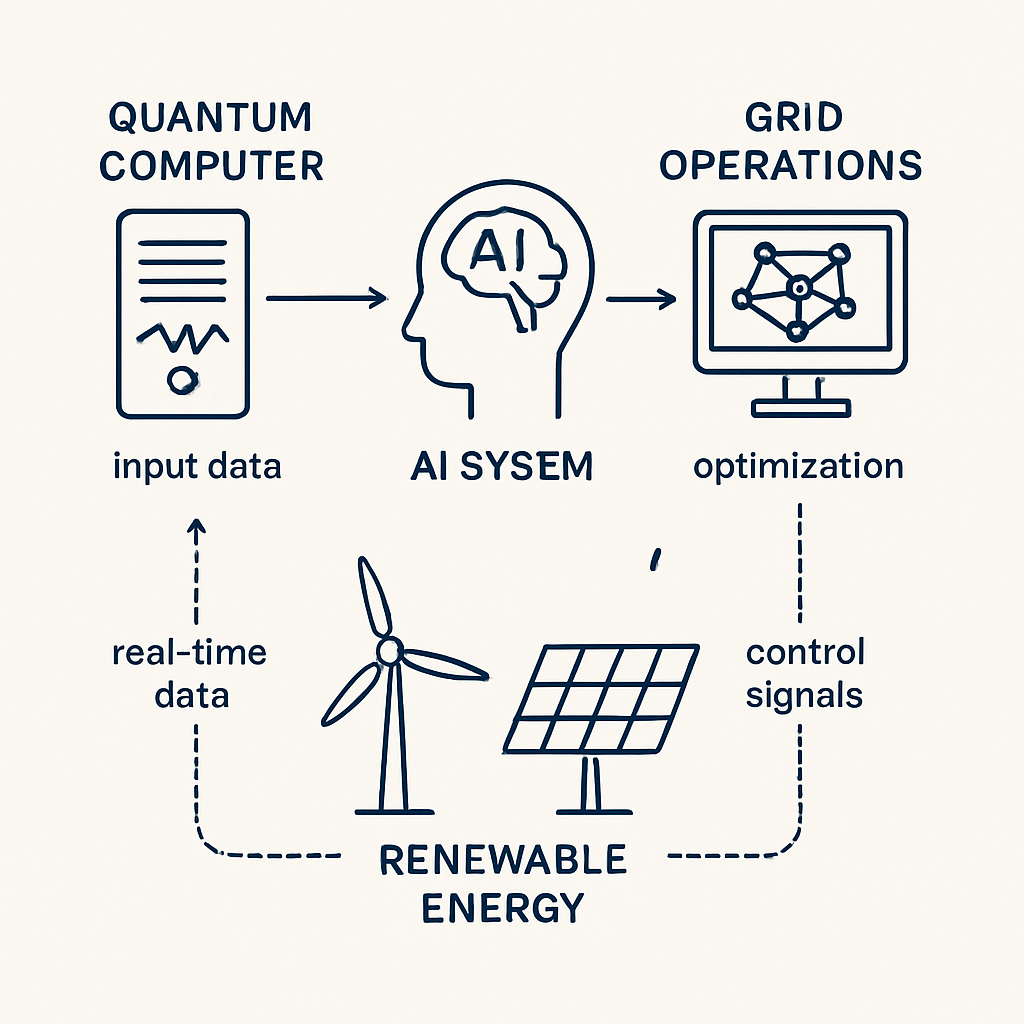 QUANTUM
COMPUTER
GRID
OPERATIONS
AI
input data
AI SYSEM
optimization
real-time
data
control
signals
RENEWABLE
ENERGY